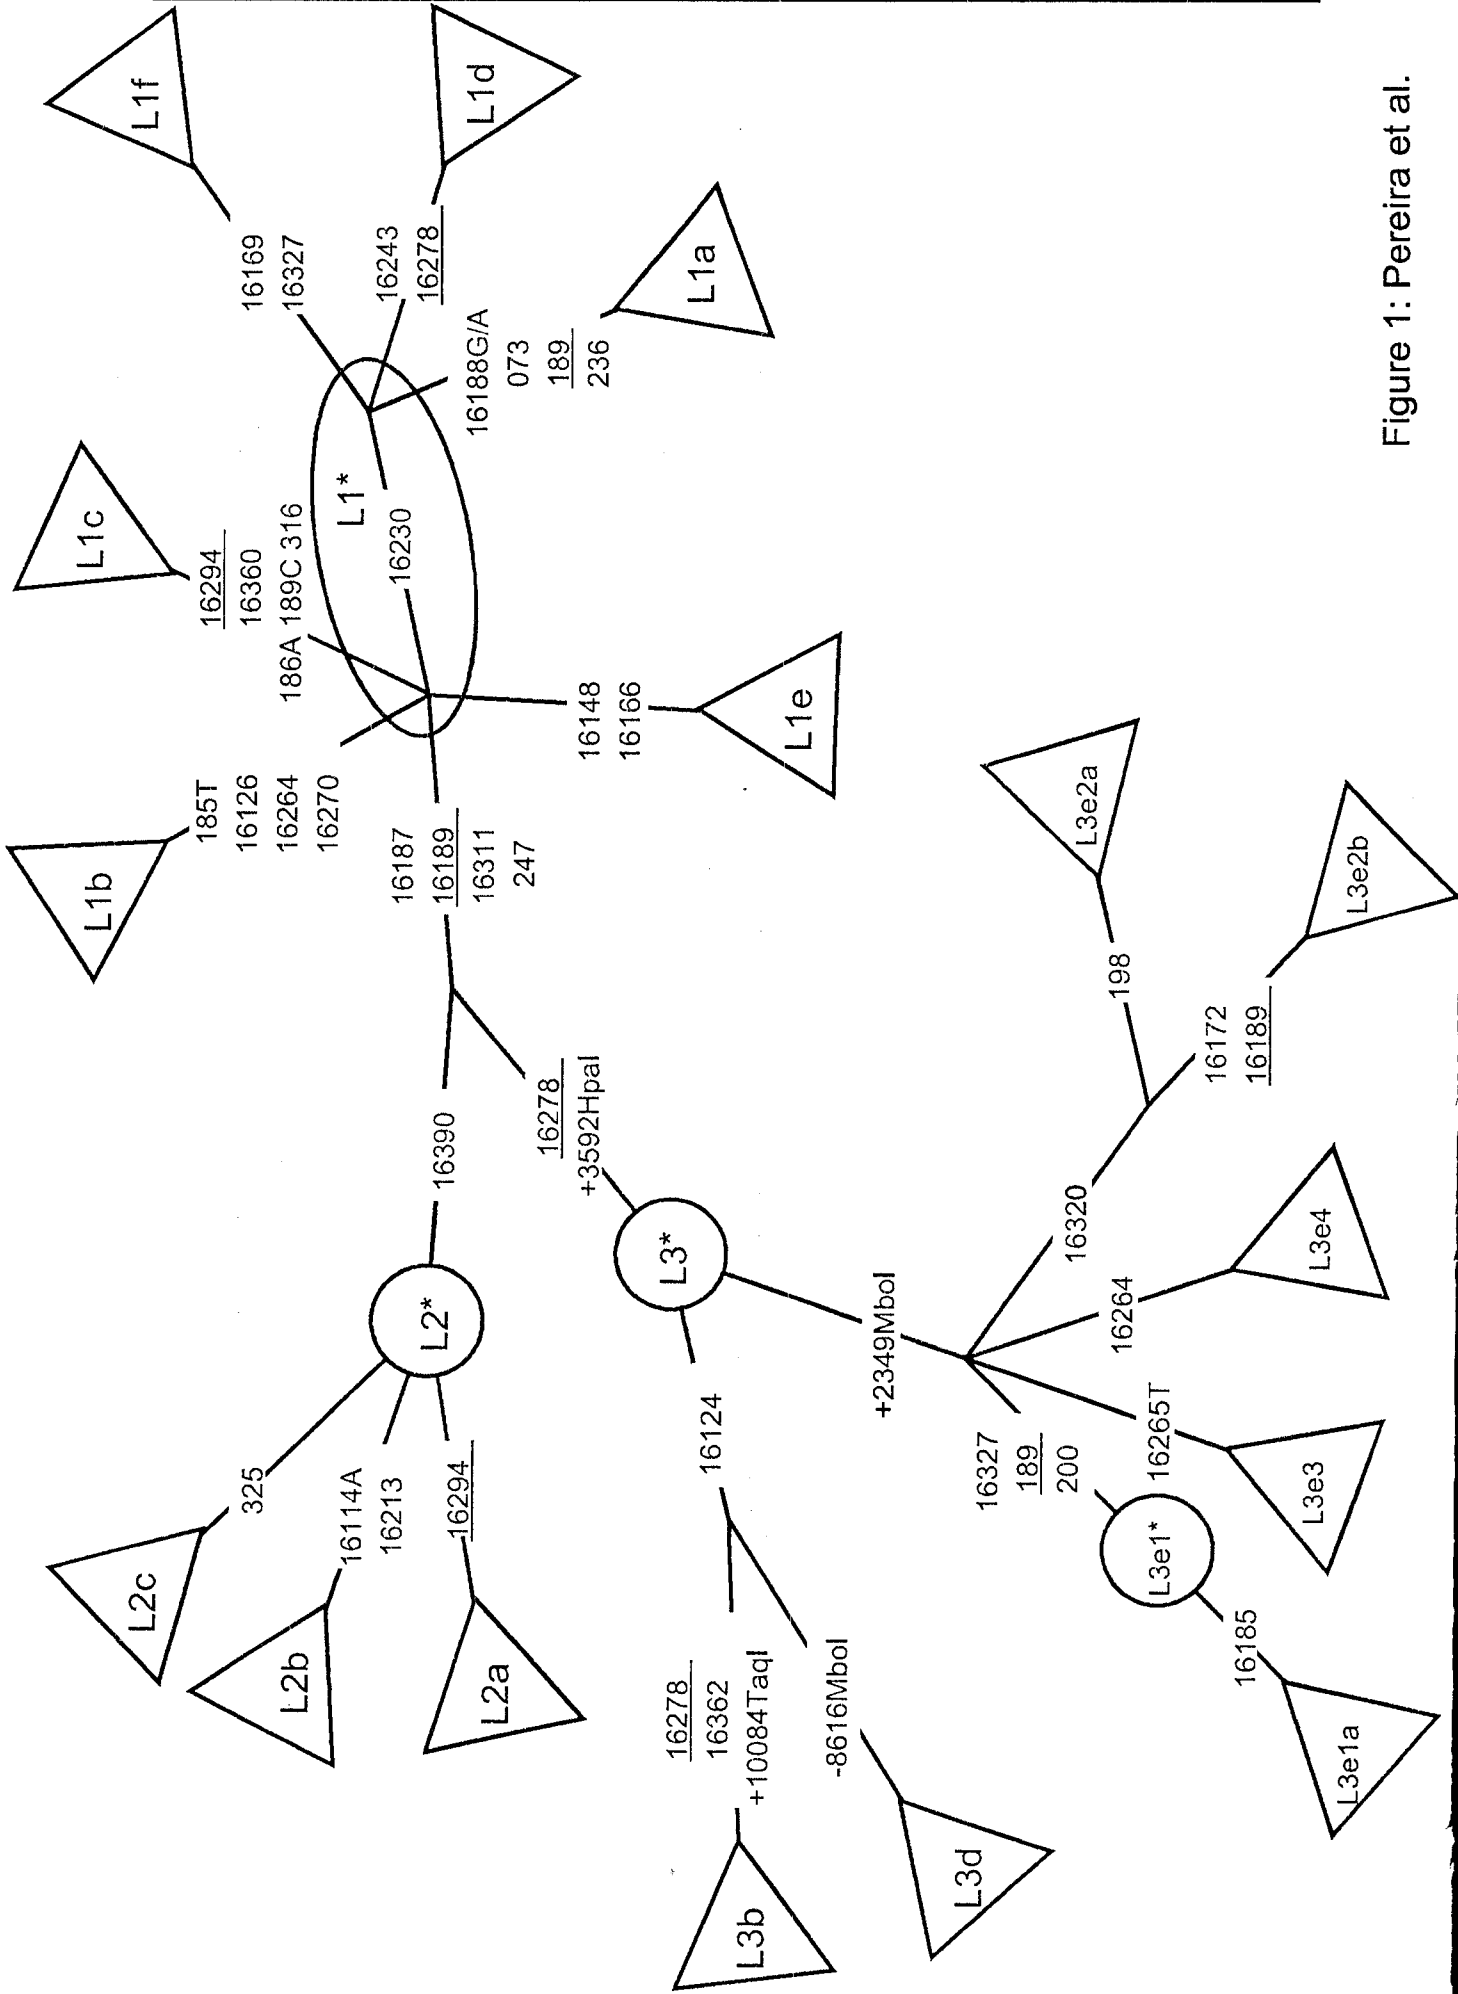 L1f
L1d
16169
16327
16243
16278
L1a
16188G/A
073
189
236
L1c
16294
16360
186A 189C 316
L1*
16230
L1b
185T
16126
16264
16270
16148
16166
L1e
16187
16189
16311
247
16390
16278
+3592HpaI
L2*
L3*
325
L2c
16114A
16213
L2b
16294
L2a
16124
16278
16362
+10084TaqI
L3b
-8616MboI
L3d
+2349MboI
16320
198
L3e2a
16172
16189
L3e2b
16264
L3e4
16265T
L3e3
16327
189
200
L3e1*
16185
L3e1a
Figure 1: Pereira et al.